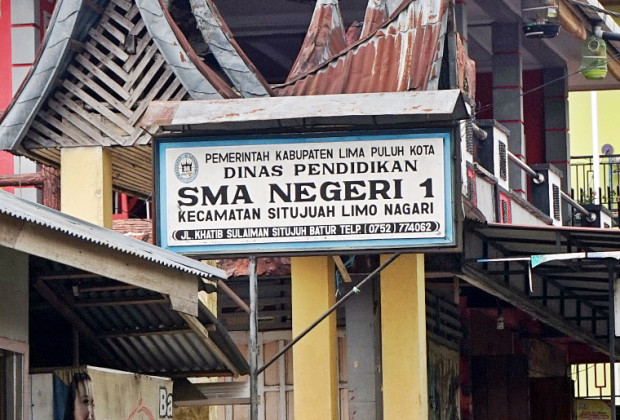 PEMERINTAH KABUPATEN LIMA PULUH KOTA
DINAS PENDIDIKAN
SMA NEGERI 1
KECAMATAN SITUJUAH LIMO NAGARI
JL. KHATIB SULAIMAN SITUJUH BATUR TELP. (0752) 774062
Ba